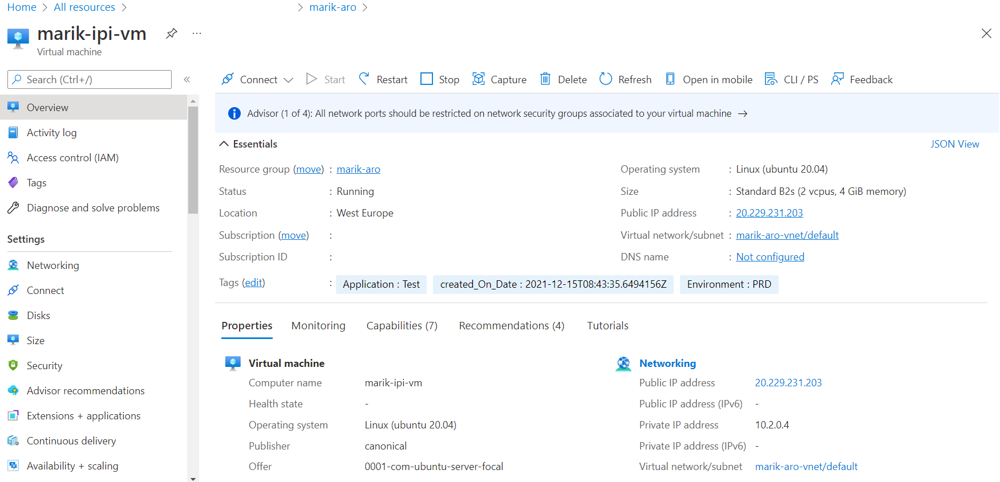 Home > All resources > > marik-aro >
marik-ipi-vm ...
Virtual machine
Search (Ctrl+/) «
Connect Start Restart Stop Capture Delete Refresh Open in mobile CLI / PS Feedback
Overview
Activity log
Access control (IAM)
Tags
Diagnose and solve problems
Settings
Networking
Connect
Disks
Size
Security
Advisor recommendations
Extensions + applications
Continuous delivery
Availability + scaling
Advisor (1 of 4): All network ports should be restricted on network security groups associated to your virtual machine →
Essentials JSON View
Resource group (move) : marik-aro
Status : Running
Location : West Europe
Subscription (move) :
Subscription ID :
Operating system : Linux (ubuntu 20.04)
Size : Standard B2s (2 vcpus, 4 GiB memory)
Public IP address : 20.229.231.203
Virtual network/subnet : marik-aro-vnet/default
DNS name : Not configured
Tags (edit) : Application : Test created_On_Date : 2021-12-15T08:43:35.6494156Z Environment : PRD
Properties Monitoring Capabilities (7) Recommendations (4) Tutorials
Virtual machine
Computer name marik-ipi-vm
Health state -
Operating system Linux (ubuntu 20.04)
Publisher canonical
Offer 0001-com-ubuntu-server-focal
Networking
Public IP address 20.229.231.203
Public IP address (IPv6) -
Private IP address 10.2.0.4
Private IP address (IPv6) -
Virtual network/subnet marik-aro-vnet/default